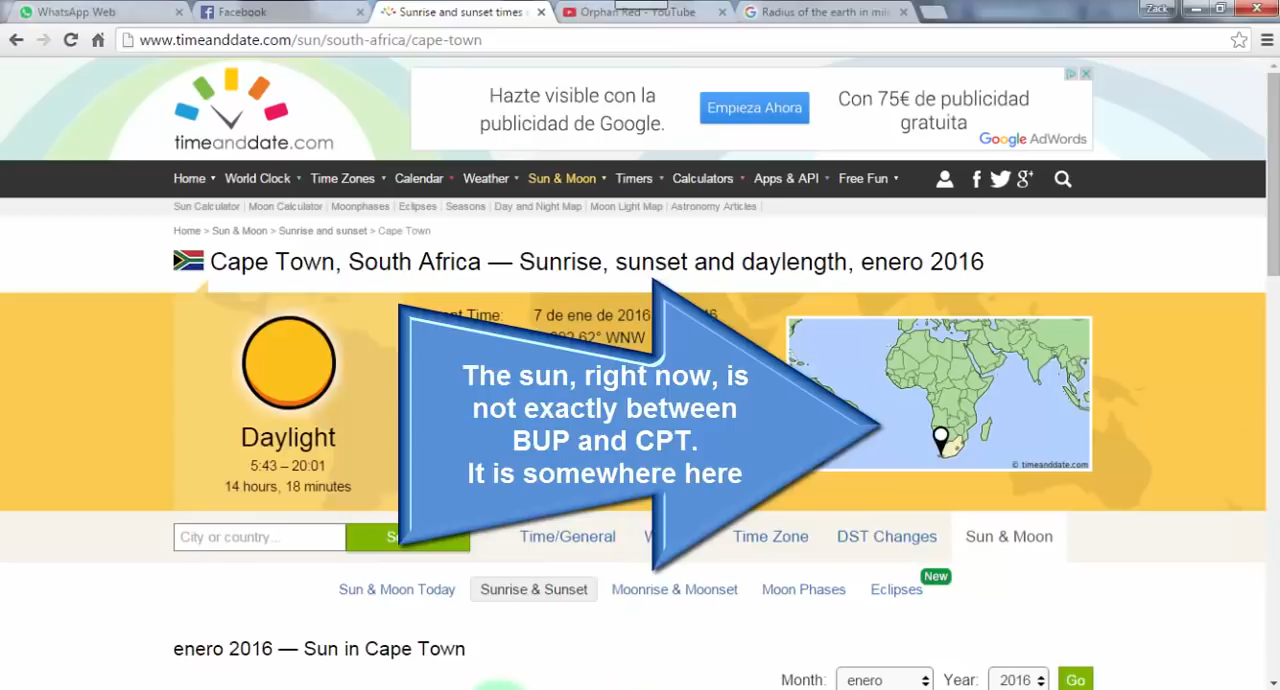 WhatsApp Web
Facebook
Sunrise and sunset times
Orphan Red - YouTube
Radius of the earth in mil
Zack
www.timeanddate.com/sun/south-africa/cape-town
timeanddate.com
Hazte visible con la
publicidad de Google.
Empieza Ahora
Con 75€ de publicidad
gratuita
Google AdWords
Home World Clock Time Zones Calendar Weather Sun & Moon Timers Calculators Apps & API Free Fun
Sun Calculator | Moon Calculator | Moonphases | Eclipses | Seasons | Day and Night Map | Moon Light Map | Astronomy Articles |
Home > Sun & Moon > Sunrise and sunset > Cape Town
Cape Town, South Africa — Sunrise, sunset and daylength, enero 2016
Time: 7 de ene de 2016
62° WNW
Daylight
5:43 – 20:01
14 hours, 18 minutes
The sun, right now, is
not exactly between
BUP and CPT.
It is somewhere here
© timeanddate.com
City or country...
Time/General
Time Zone
DST Changes
Sun & Moon
Sun & Moon Today
Sunrise & Sunset
Moonrise & Moonset
Moon Phases
Eclipses
New
enero 2016 — Sun in Cape Town
Month: enero Year: 2016 Go